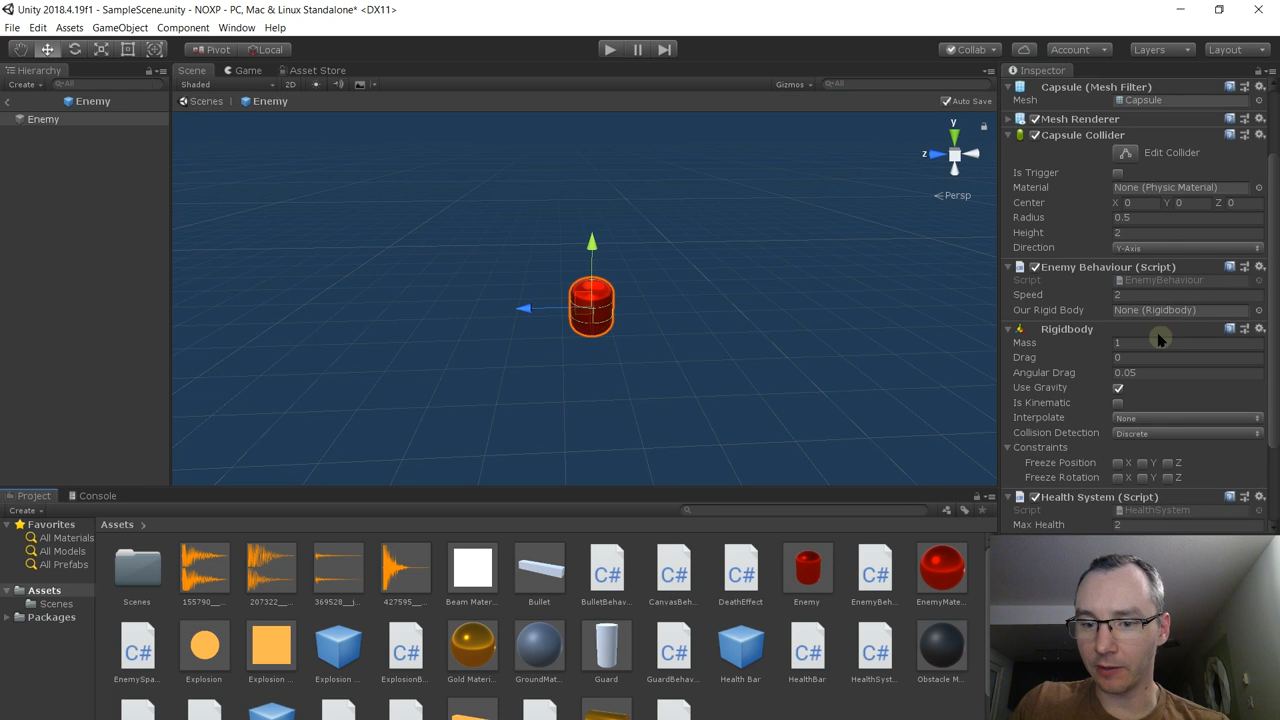 Unity 2018.4.19f1 - SampleScene.unity - NOXP - PC, Mac & Linux Standalone* <DX11>
File Edit Assets GameObject Component Window Help
Pivot Local Collab Account Layers Layout
Hierarchy Scene Game Asset Store Inspector
Create All Shaded 2D Gizmos All
Capsule (Mesh Filter)
Enemy Scenes Enemy Auto Save
Mesh Capsule
Enemy
Mesh Renderer
y
z
Persp
Capsule Collider
Edit Collider
Is Trigger
Material None (Physic Material)
Center X 0 Y 0 Z 0
Radius 0.5
Height 2
Direction Y-Axis
Enemy Behaviour (Script)
Script EnemyBehaviour
Speed 2
Our Rigid Body None (Rigidbody)
Rigidbody
Mass 1
Drag 0
Angular Drag 0.05
Use Gravity
Is Kinematic
Interpolate None
Collision Detection Discrete
Constraints
Freeze Position X Y Z
Freeze Rotation X Y Z
Health System (Script)
Script HealthSystem
Max Health 2
Project Console
Create
Favorites
All Materials
All Models
All Prefabs
Assets
Scenes
Packages
Assets
C# C# C# C#
Scenes 155790__... 207322__... 369528__j... 427595__... Beam Mater... Bullet BulletBehav... CanvasBeh... DeathEffect Enemy EnemyBeh... EnemyMate...
C# C# C# C# C#
EnemySpa... Explosion Explosion ... Explosion ... ExplosionB... Gold Materi... GroundMat... Guard GuardBehav... Health Bar HealthBar HealthSyst... Obstacle M...